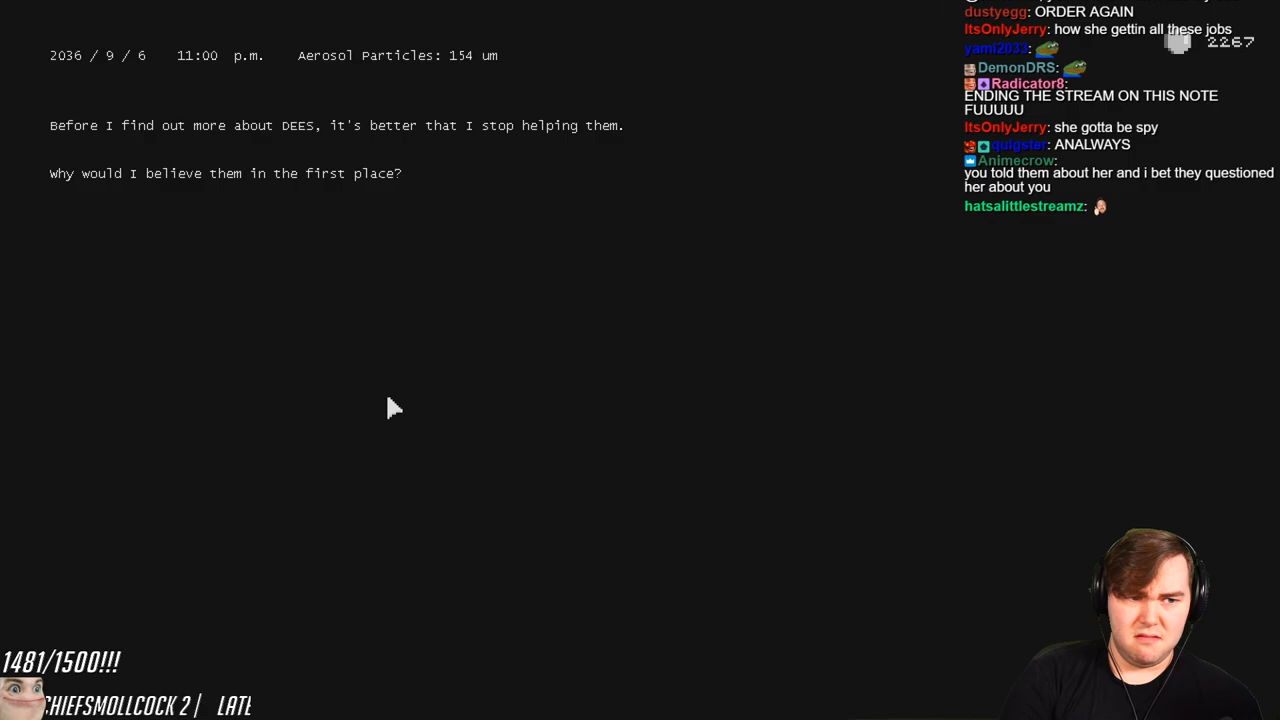 dustyegg: ORDER AGAIN
ItsOnlyJerry: how she gettin all these jobs
2036 / 9 / 6 11:00 p.m. Aerosol Particles: 154 um
2267
yami2033:
DemonDRS:
Radicator8:
ENDING THE STREAM ON THIS NOTE
FUUUUU
Before I find out more about DEES, it's better that I stop helping them.
ItsOnlyJerry: she gotta be spy
quigster: ANALWAYS
Animecrow:
Why would I believe them in the first place?
you told them about her and i bet they questioned
her about you
hatsalittlestreamz:
1481/1500!!!
CHIEFSMOLLCOCK 2 | LATE